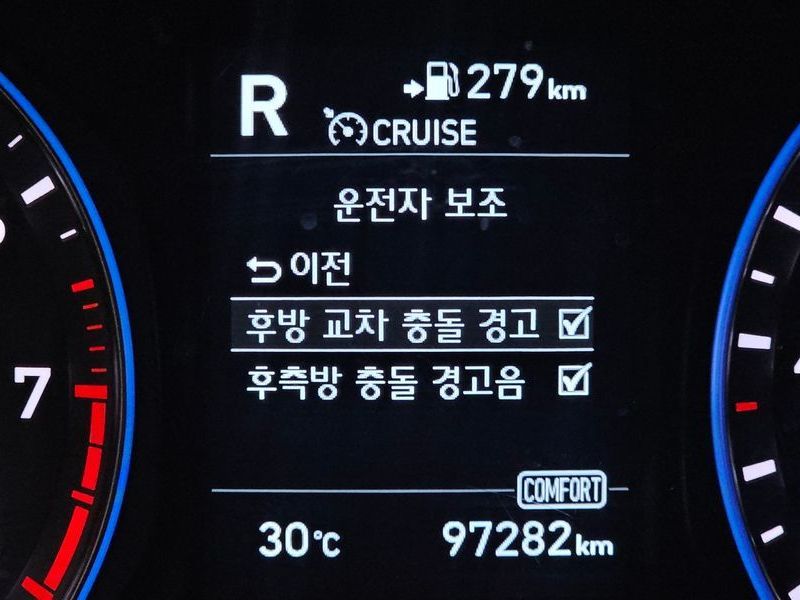 R
279km
CRUISE
운전자 보조
이전
후방 교차 충돌 경고
후측방 충돌 경고음
7
COMFORT
30℃
97282km